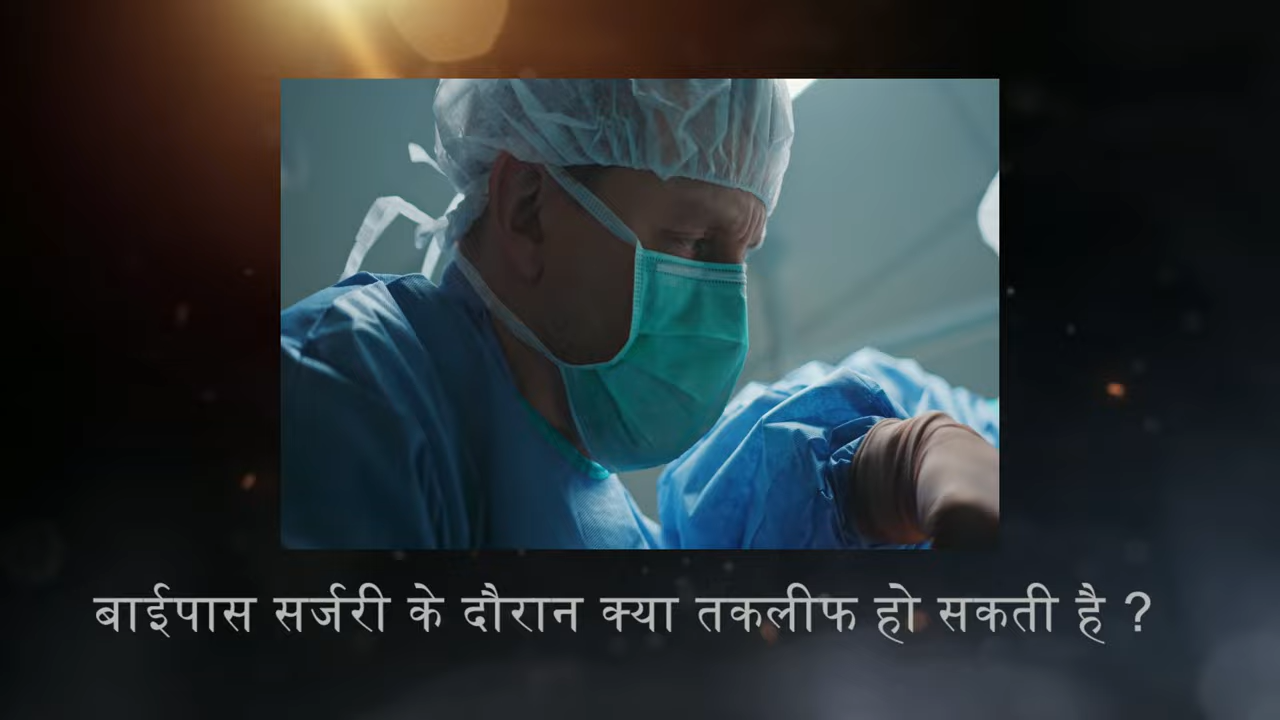 बाईपास सर्जरी के दौरान क्या तकलीफ हो सकती है ?